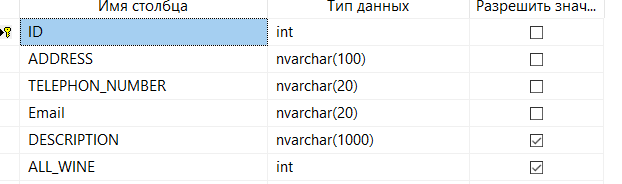 Имя столбца Тип данных Разрешить знач...
ID int
ADDRESS nvarchar(100)
TELEPHON_NUMBER nvarchar(20)
Email nvarchar(20)
DESCRIPTION nvarchar(1000)
ALL_WINE int